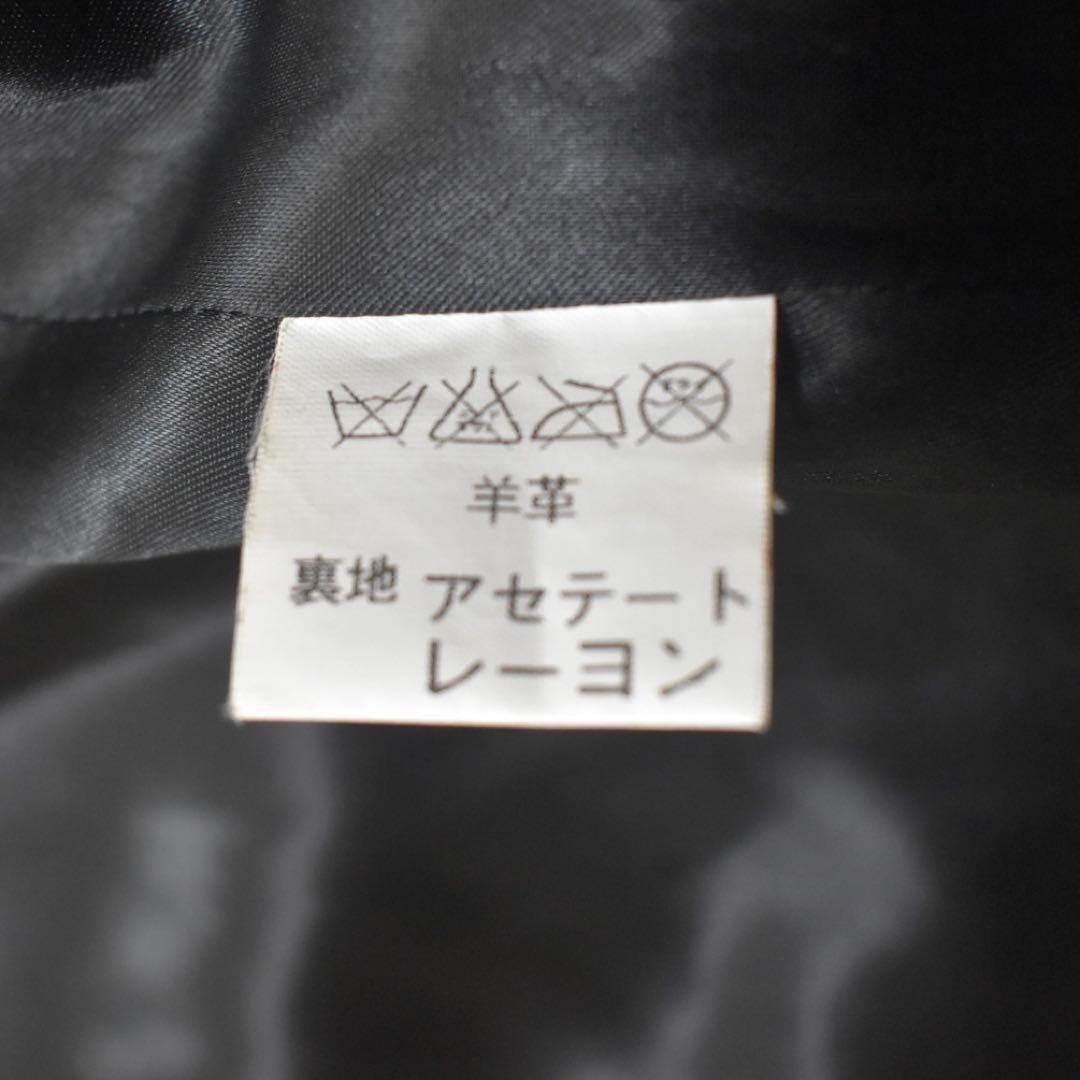 羊革
裏地 アセテート
レーヨン